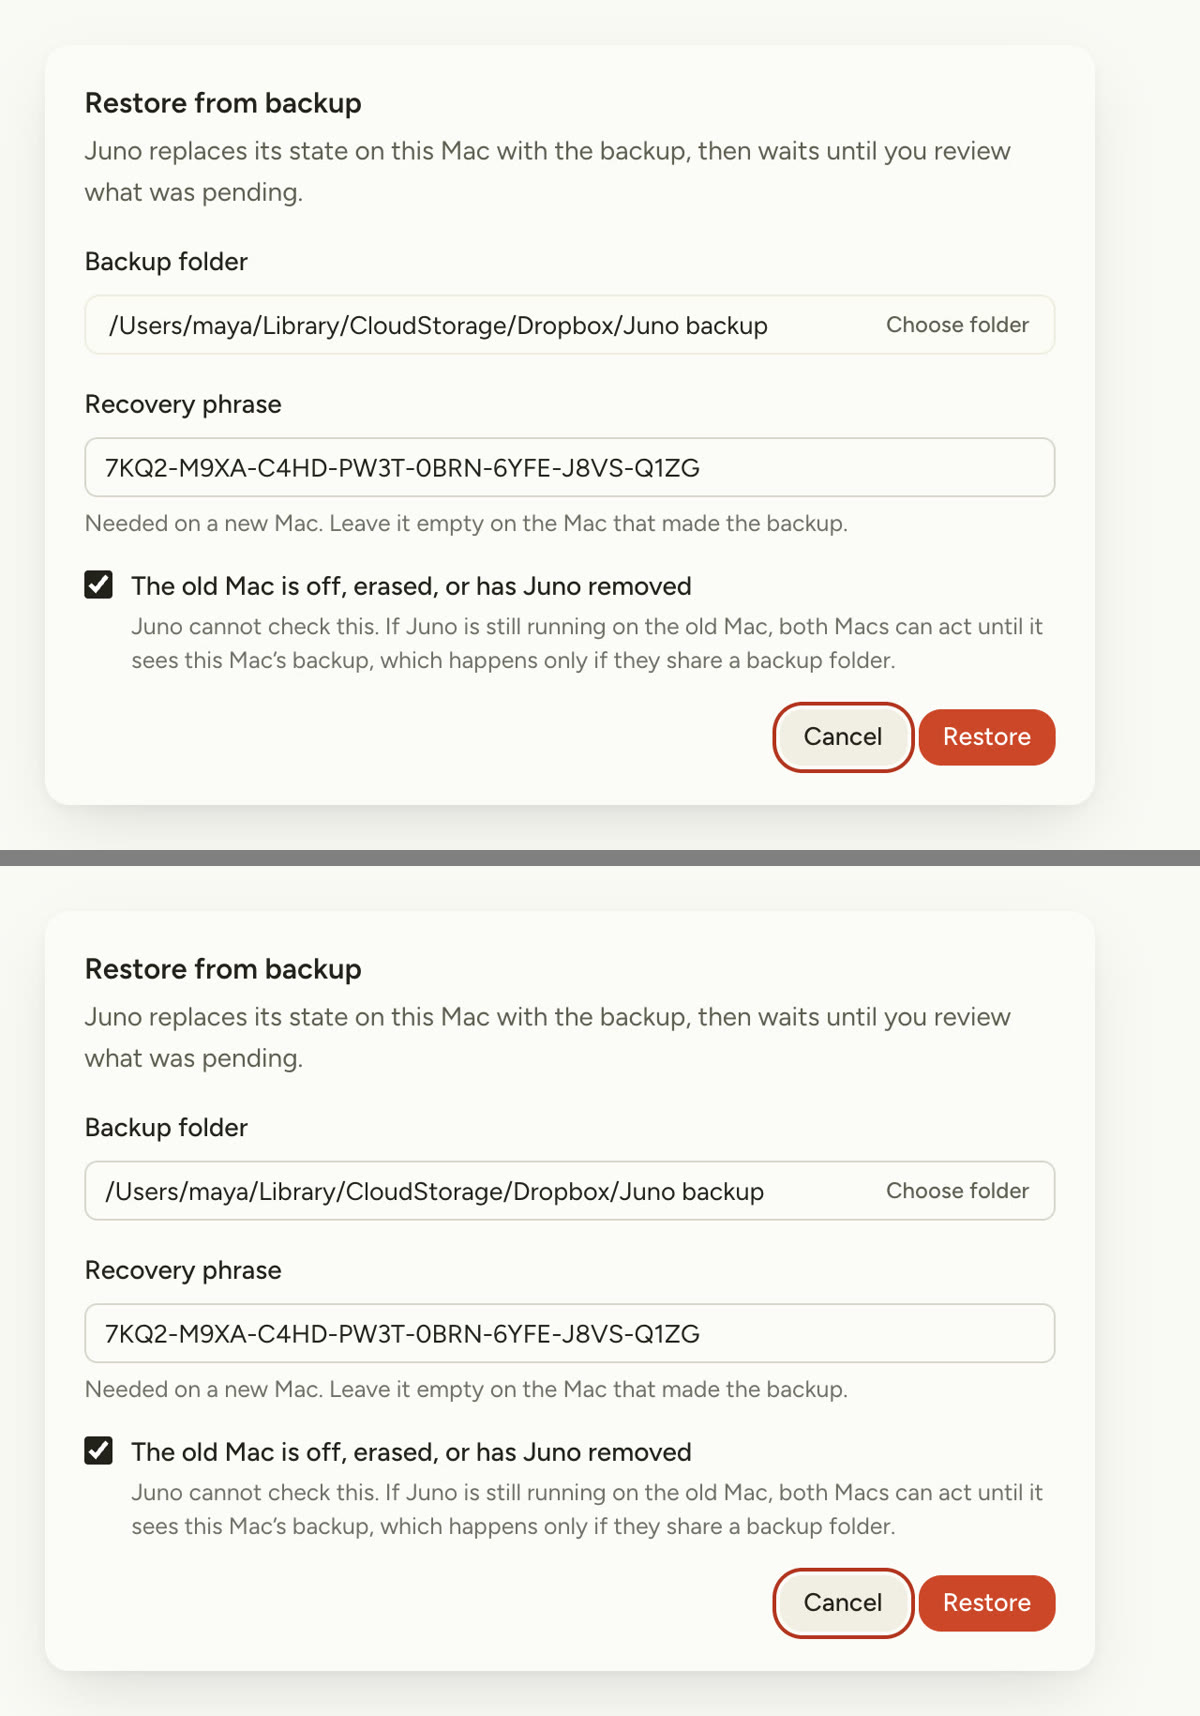 Restore from backup
Juno replaces its state on this Mac with the backup, then waits until you review
what was pending.
Backup folder
/Users/maya/Library/CloudStorage/Dropbox/Juno backup Choose folder
Recovery phrase
7KQ2-M9XA-C4HD-PW3T-0BRN-6YFE-J8VS-Q1ZG
Needed on a new Mac. Leave it empty on the Mac that made the backup.
The old Mac is off, erased, or has Juno removed
Juno cannot check this. If Juno is still running on the old Mac, both Macs can act until it
sees this Mac’s backup, which happens only if they share a backup folder.
Cancel Restore
Restore from backup
Juno replaces its state on this Mac with the backup, then waits until you review
what was pending.
Backup folder
/Users/maya/Library/CloudStorage/Dropbox/Juno backup Choose folder
Recovery phrase
7KQ2-M9XA-C4HD-PW3T-0BRN-6YFE-J8VS-Q1ZG
Needed on a new Mac. Leave it empty on the Mac that made the backup.
The old Mac is off, erased, or has Juno removed
Juno cannot check this. If Juno is still running on the old Mac, both Macs can act until it
sees this Mac’s backup, which happens only if they share a backup folder.
Cancel Restore